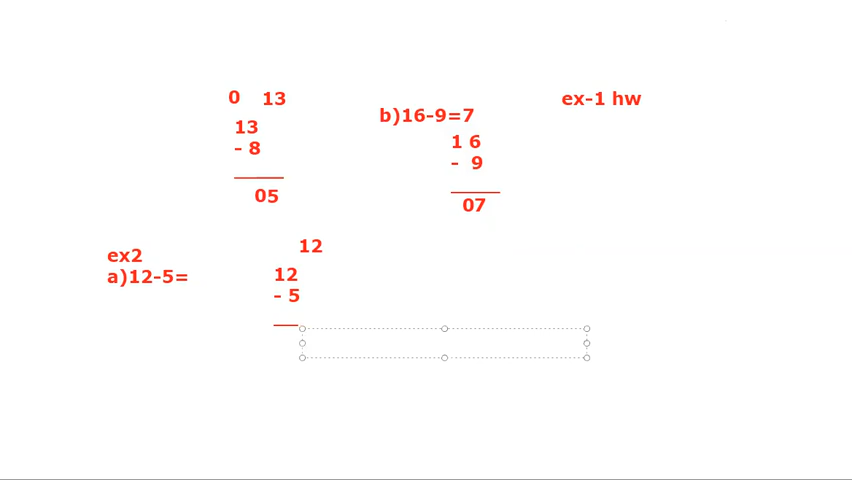 0 13
13
- 8
05
b)16-9=7
1 6
- 9
07
ex-1 hw
ex2
a)12-5=
12
12
- 5